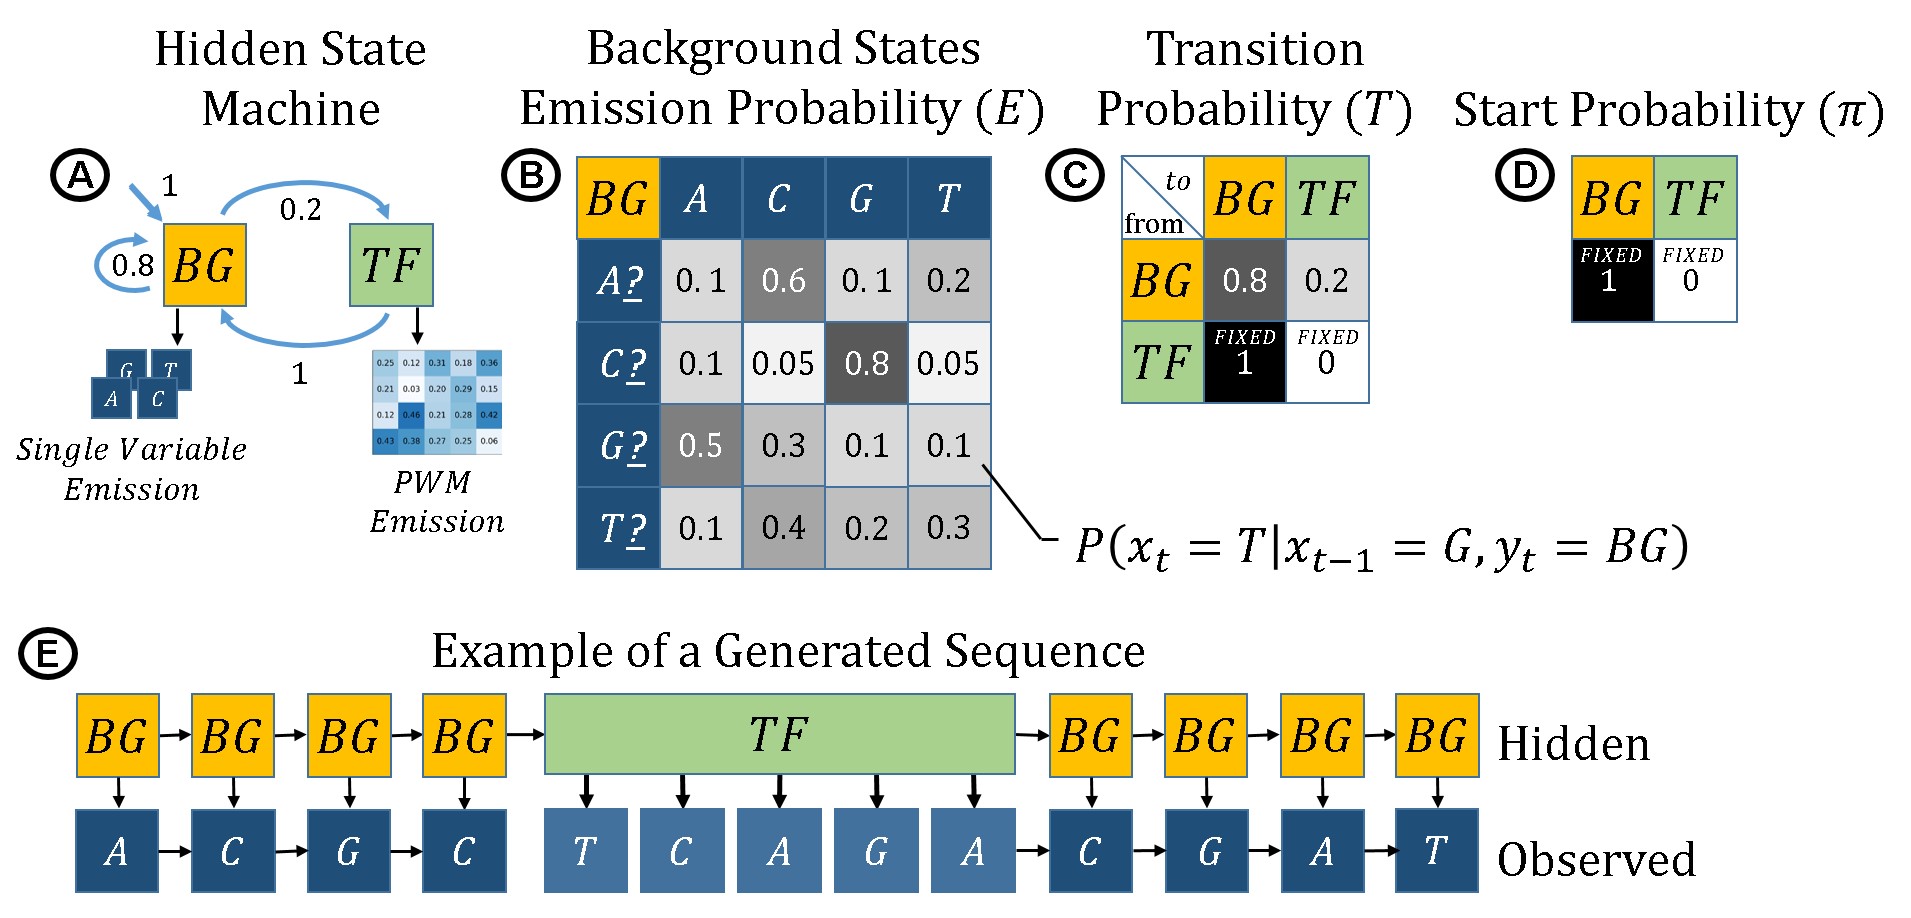 Hidden State
Machine
Background States
Emission Probability (E)
Transition
Probability (T)
Start Probability (π)
A
1
0.2
0.8
BG
TF
1
G T
A C
Single Variable
Emission
0.25 0.12 0.31 0.18 0.36
0.21 0.03 0.20 0.29 0.15
0.12 0.46 0.21 0.28 0.42
0.43 0.38 0.27 0.25 0.06
PWM
Emission
B
BG A C G T
A? 0.1 0.6 0.1 0.2
C? 0.1 0.05 0.8 0.05
G? 0.5 0.3 0.1 0.1
T? 0.1 0.4 0.2 0.3
P(xₜ = T|xₜ₋₁ = G, yₜ = BG)
C
to
from
BG TF
BG 0.8 0.2
TF FIXED 1 FIXED 0
D
BG TF
FIXED FIXED
1 0
E
Example of a Generated Sequence
BG BG BG BG TF BG BG BG BG Hidden
A C G C T C A G A C G A T Observed